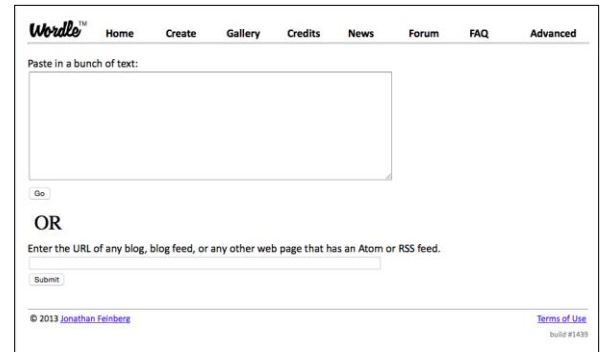 Wordle™ Home Create Gallery Credits News Forum FAQ Advanced
Paste in a bunch of text:
Go
OR
Enter the URL of any blog, blog feed, or any other web page that has an Atom or RSS feed.
Submit
© 2013 Jonathan Feinberg Terms of Use
build #1439